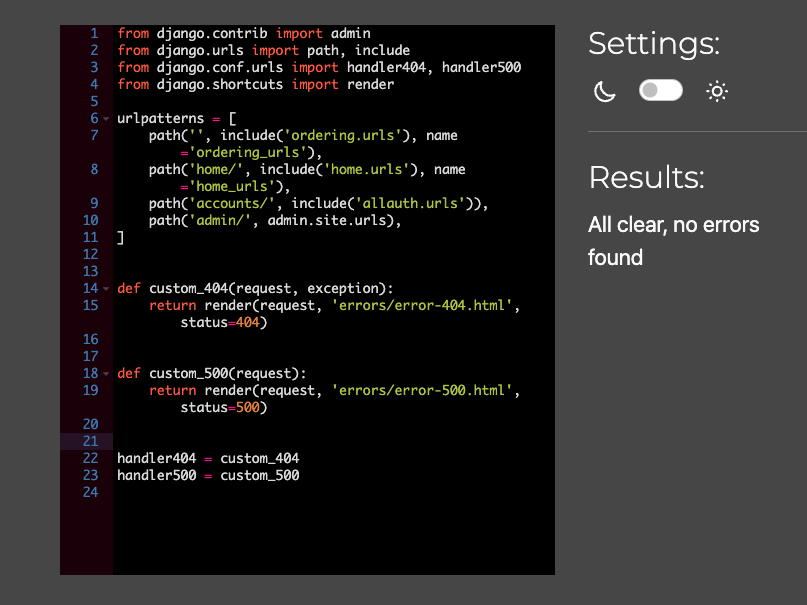 1 from django.contrib import admin
2 from django.urls import path, include
3 from django.conf.urls import handler404, handler500
4 from django.shortcuts import render
5
6 urlpatterns = [
7     path('', include('ordering.urls'), name
        ='ordering_urls'),
8     path('home/', include('home.urls'), name
        ='home_urls'),
9     path('accounts/', include('allauth.urls')),
10     path('admin/', admin.site.urls),
11 ]
12
13
14 def custom_404(request, exception):
15     return render(request, 'errors/error-404.html',
        status=404)
16
17
18 def custom_500(request):
19     return render(request, 'errors/error-500.html',
        status=500)
20
21
22 handler404 = custom_404
23 handler500 = custom_500
24
Settings:
Results:
All clear, no errors
found